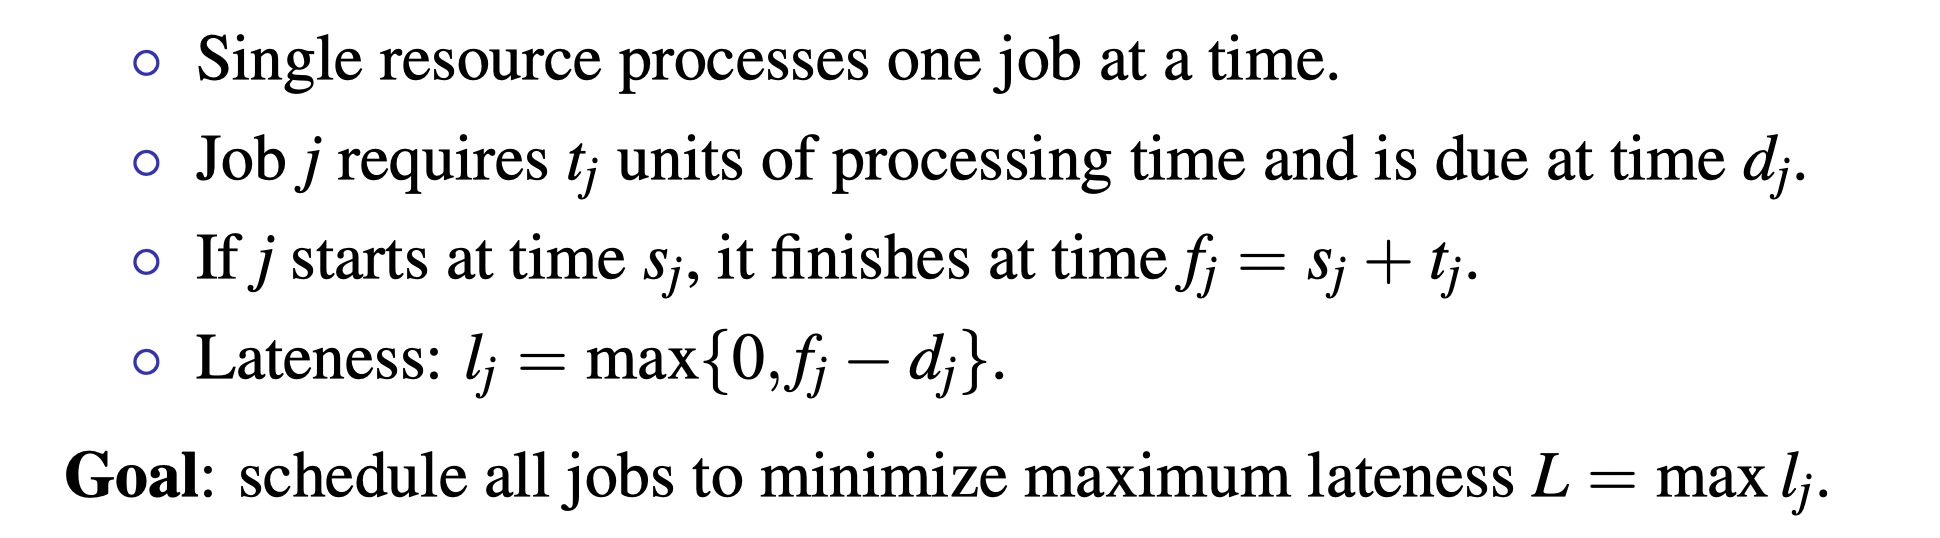 Single resource processes one job at a time.
Job j requires t_j units of processing time and is due at time d_j.
If j starts at time s_j, it finishes at time f_j = s_j + t_j.
Lateness: l_j = max{0, f_j − d_j}.
Goal: schedule all jobs to minimize maximum lateness L = max l_j.